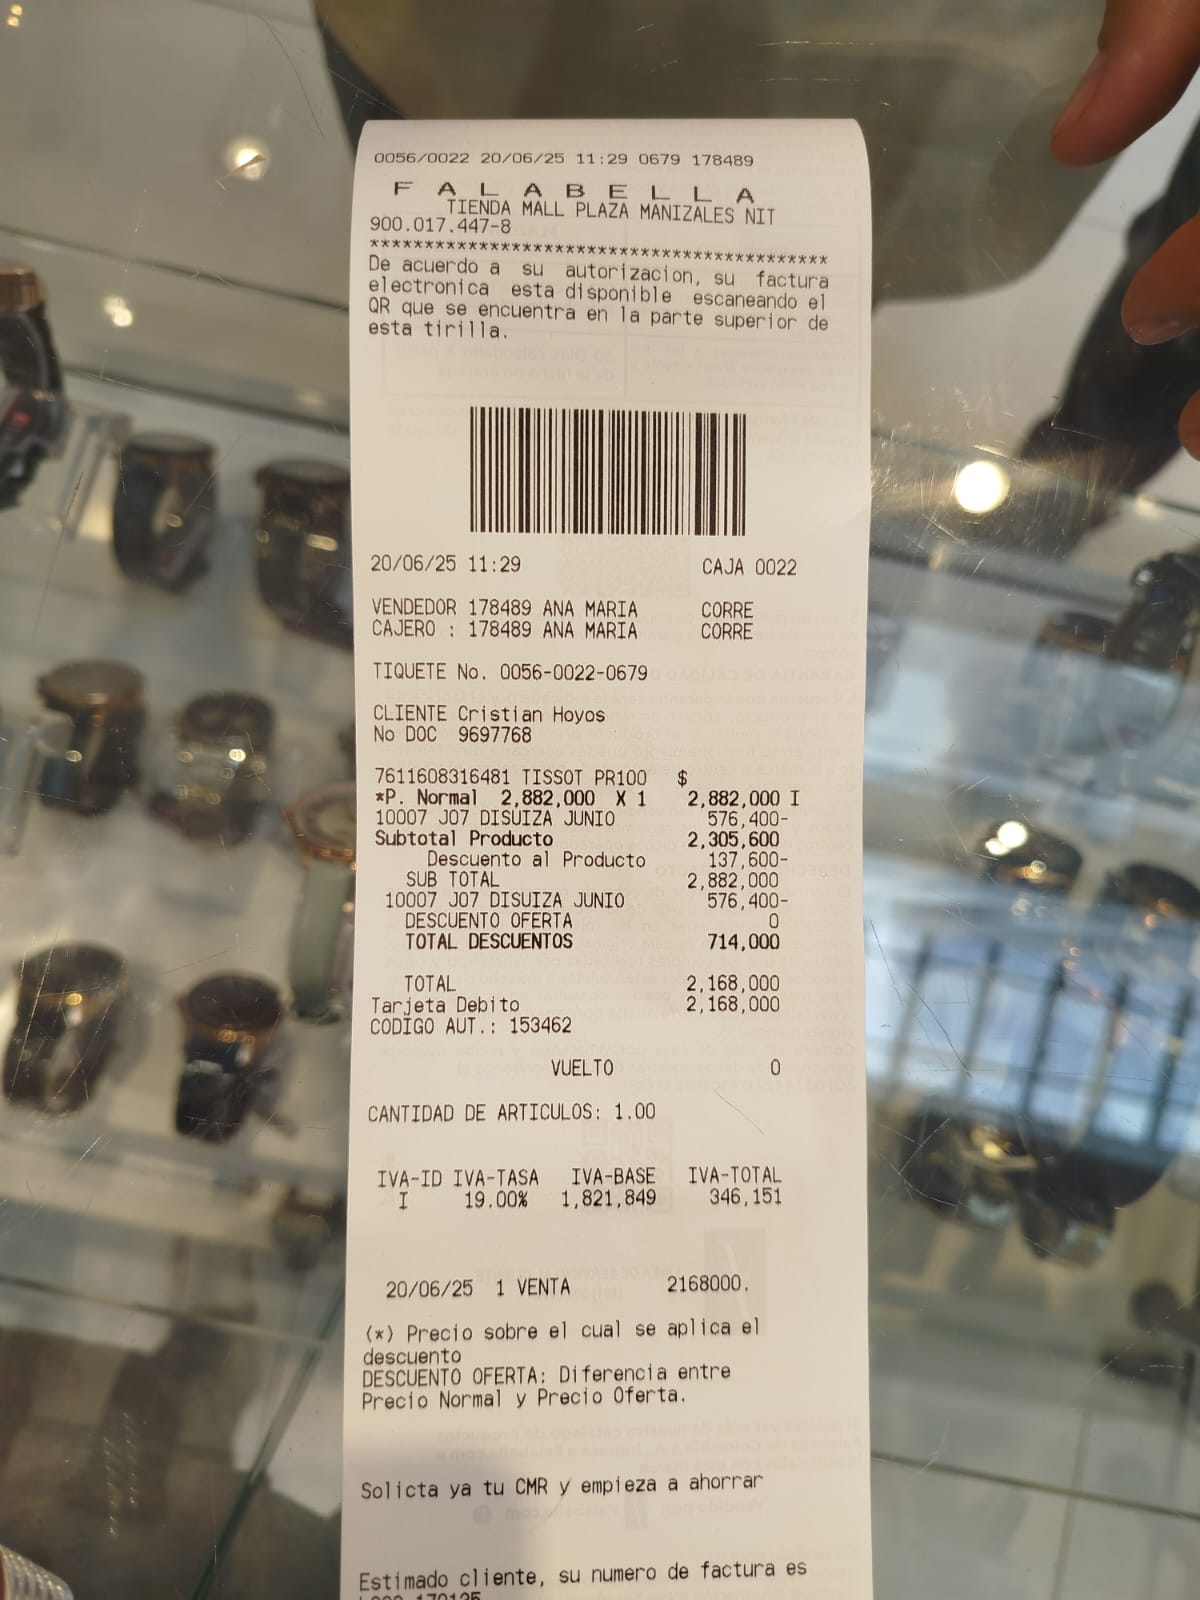 0056/0022 20/06/25 11:29 0679 178489
F A L A B E L L A
TIENDA MALL PLAZA MANIZALES NIT
900.017.447-8
********************************************
De acuerdo a su autorizacion, su factura
electronica esta disponible escaneando el
QR que se encuentra en la parte superior de
esta tirilla.
20/06/25 11:29 CAJA 0022
VENDEDOR 178489 ANA MARIA CORRE
CAJERO : 178489 ANA MARIA CORRE
TIQUETE No. 0056-0022-0679
CLIENTE Cristian Hoyos
No DOC 9697768
7611608316481 TISSOT PR100 $
*P. Normal 2,882,000 X 1 2,882,000 I
10007 J07 DISUIZA JUNIO 576,400-
Subtotal Producto 2,305,600
Descuento al Producto 137,600-
SUB TOTAL 2,882,000
10007 J07 DISUIZA JUNIO 576,400-
DESCUENTO OFERTA 0
TOTAL DESCUENTOS 714,000
TOTAL 2,168,000
Tarjeta Debito 2,168,000
CODIGO AUT.: 153462
VUELTO 0
CANTIDAD DE ARTICULOS: 1.00
IVA-ID IVA-TASA IVA-BASE IVA-TOTAL
I 19.00% 1,821,849 346,151
20/06/25 1 VENTA 2168000.
(*) Precio sobre el cual se aplica el
descuento
DESCUENTO OFERTA: Diferencia entre
Precio Normal y Precio Oferta.
Solicta ya tu CMR y empieza a ahorrar
Estimado cliente, su numero de factura es